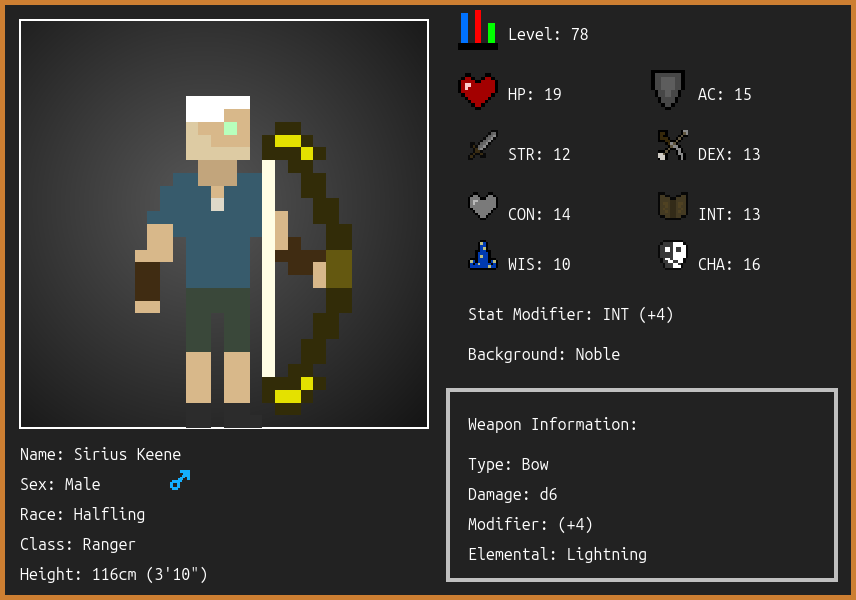 Level: 78
HP: 19
AC: 15
STR: 12
DEX: 13
CON: 14
INT: 13
WIS: 10
CHA: 16
Stat Modifier: INT (+4)
Background: Noble
Weapon Information:
Type: Bow
Damage: d6
Modifier: (+4)
Elemental: Lightning
Name: Sirius Keene
Sex: Male
Race: Halfling
Class: Ranger
Height: 116cm (3'10")